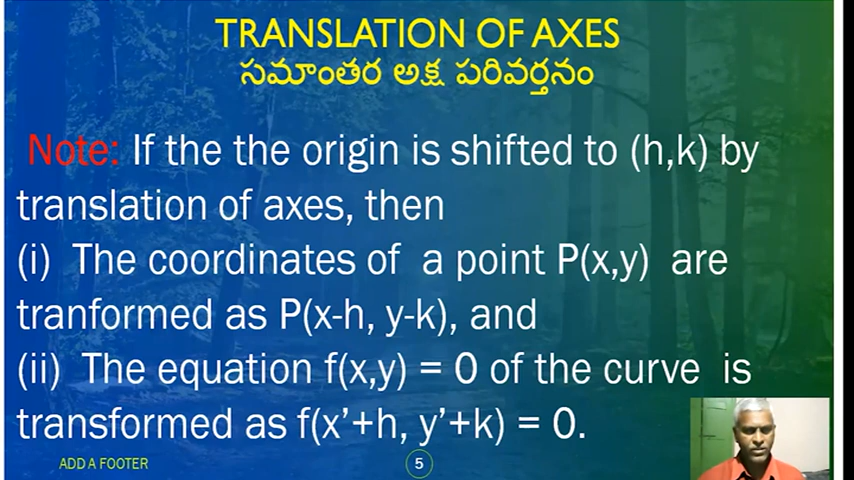 TRANSLATION OF AXES
సమాంతర అక్ష పరివర్తనం
Note: If the the origin is shifted to (h,k) by
translation of axes, then
(i) The coordinates of a point P(x,y) are
tranformed as P(x-h, y-k), and
(ii) The equation f(x,y) = 0 of the curve is
transformed as f(x’+h, y’+k) = 0.
ADD A FOOTER
5